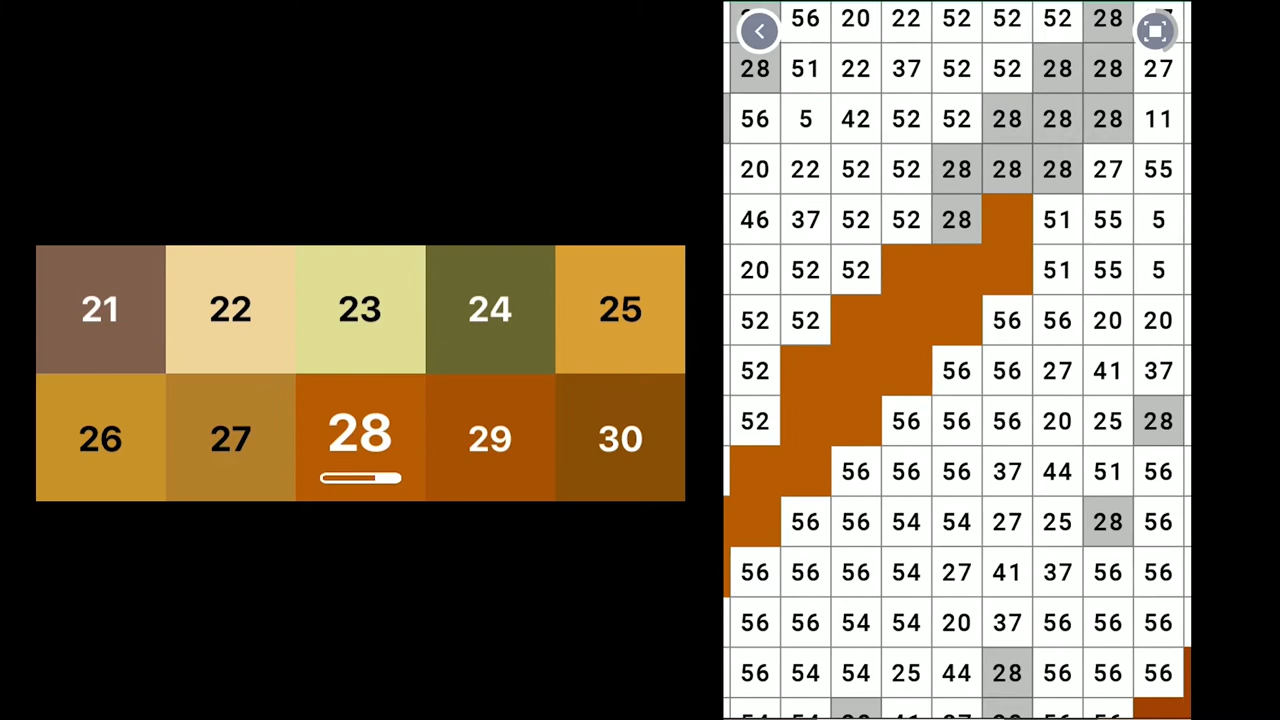 21 22 23 24 25
26 27 28 29 30
56 20 22 52 52 52 28
28 51 22 37 52 52 28 28 27
56 5 42 52 52 28 28 28 11
20 22 52 52 28 28 28 27 55
46 37 52 52 28 51 55 5
20 52 52 51 55 5
52 52 56 56 20 20
52 56 56 27 41 37
52 56 56 56 20 25 28
56 56 56 37 44 51 56
56 56 54 54 27 25 28 56
56 56 56 54 27 41 37 56 56
56 56 54 54 20 37 56 56 56
56 54 54 25 44 28 56 56 56